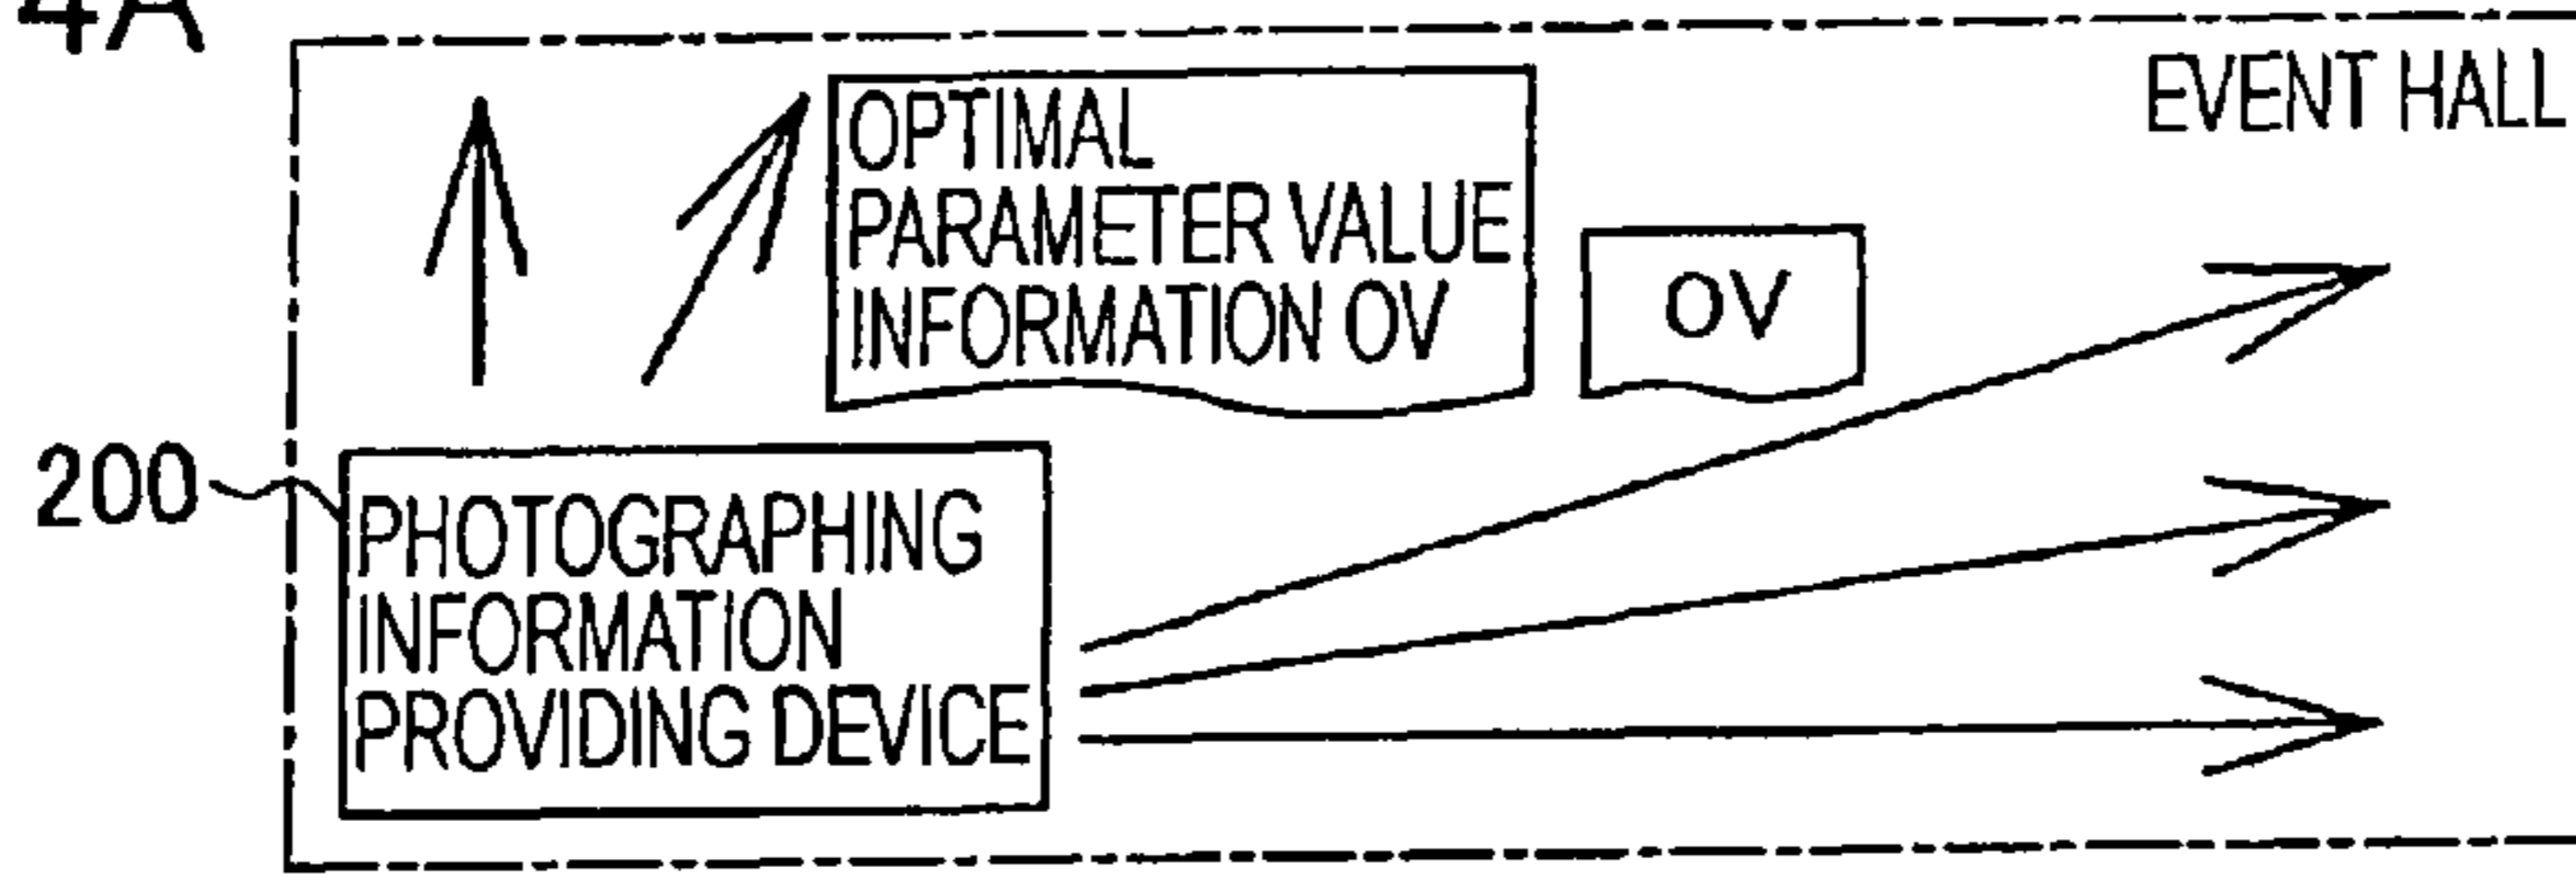 4A
EVENT HALL
OPTIMAL
PARAMETER VALUE
INFORMATION OV
OV
200
PHOTOGRAPHING
INFORMATION
PROVIDING DEVICE